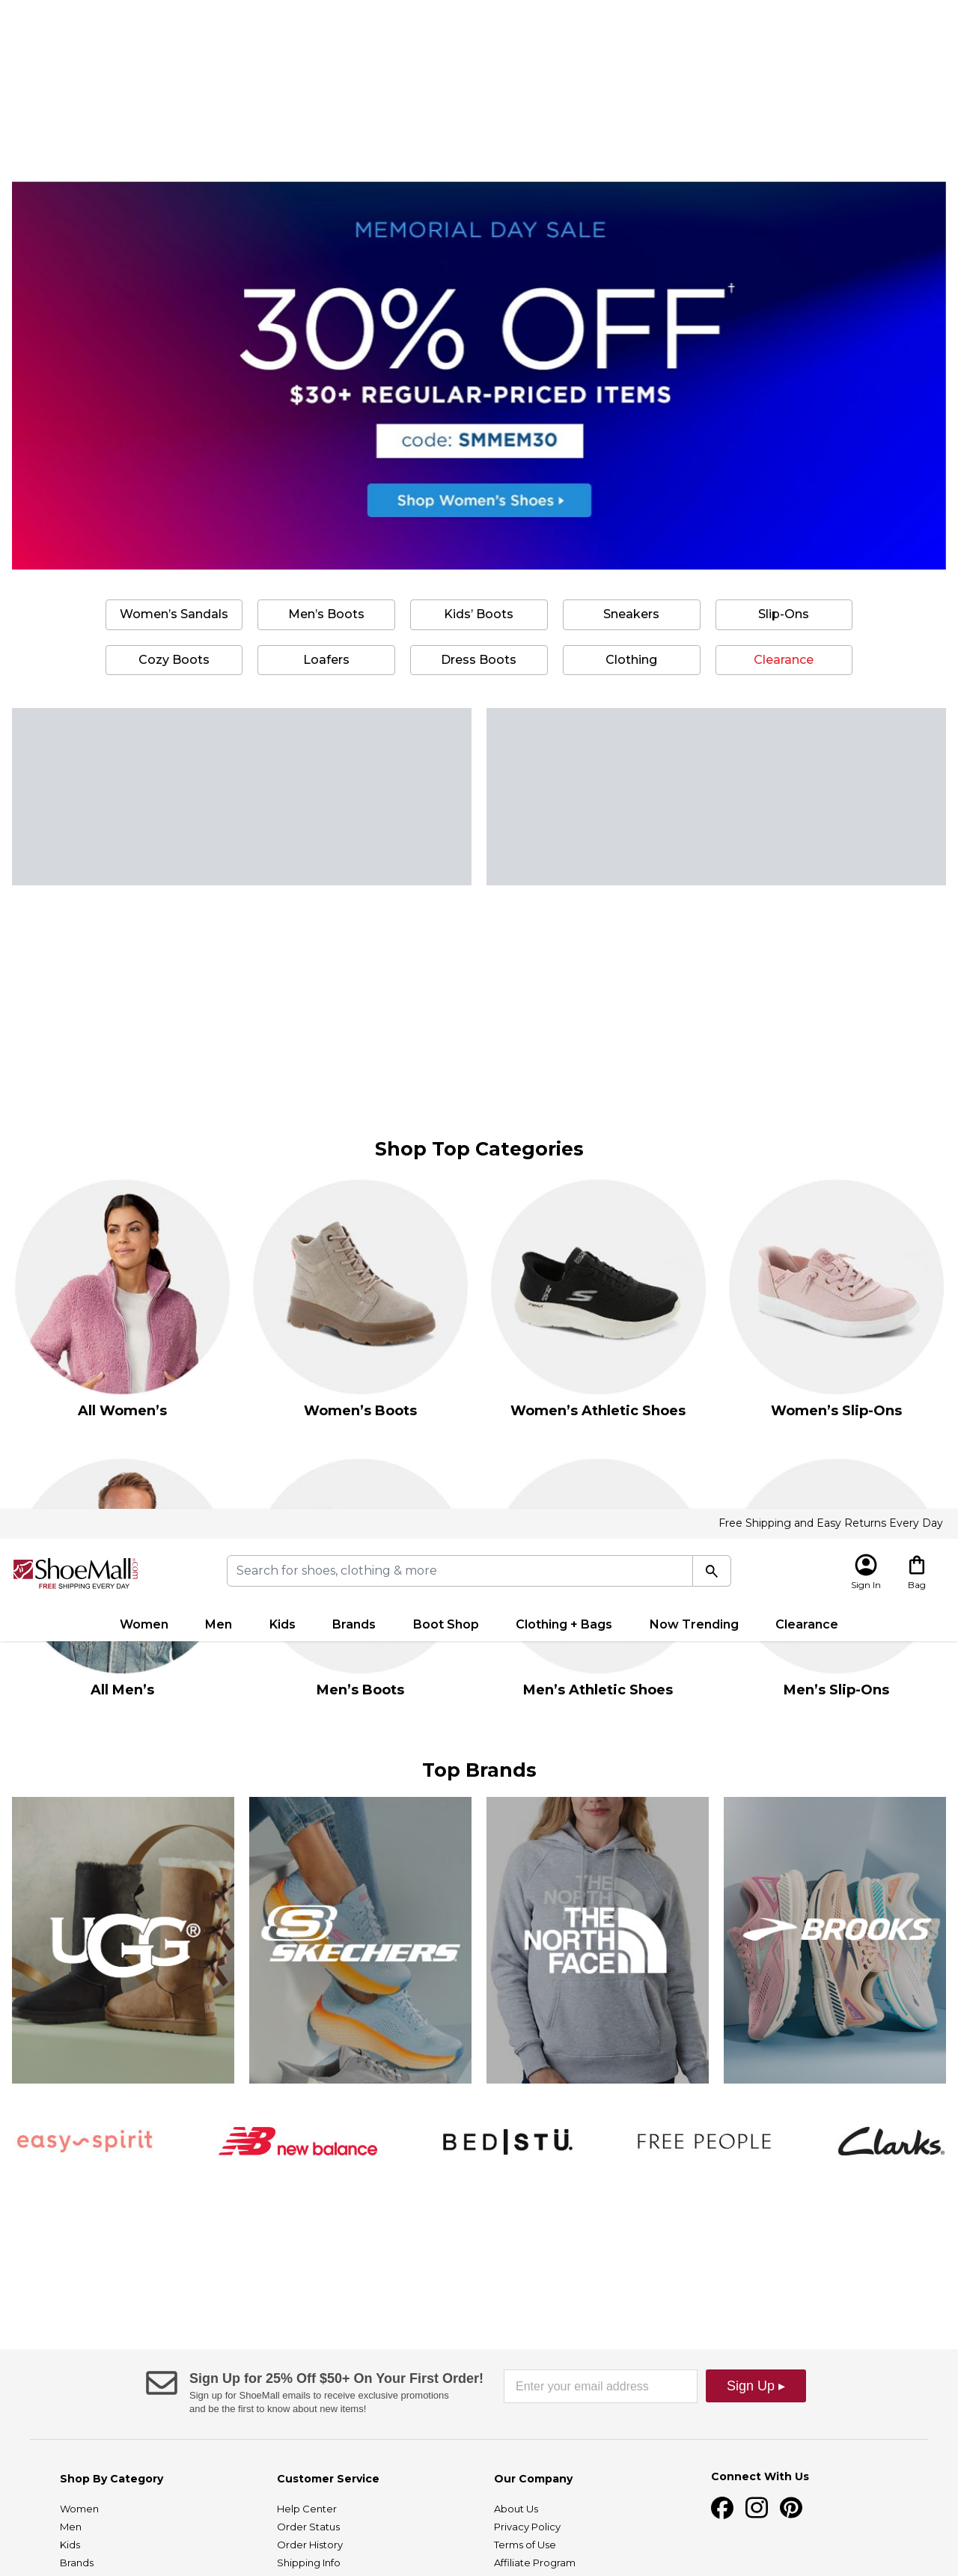 MEMORIAL DAY SALE
30% OFF†
$30+ REGULAR-PRICED ITEMS
code: SMMEM30
Shop Women's Shoes ▸
Women's Sandals
Men's Boots
Kids' Boots
Sneakers
Slip-Ons
Cozy Boots
Loafers
Dress Boots
Clothing
Clearance
Shop Top Categories
All Women's
Women's Boots
Women's Athletic Shoes
Women's Slip-Ons
Free Shipping and Easy Returns Every Day
ShoeMall.com
FREE SHIPPING EVERY DAY
Search for shoes, clothing & more
Sign In
Bag
Women
Men
Kids
Brands
Boot Shop
Clothing + Bags
Now Trending
Clearance
All Men's
Men's Boots
Men's Athletic Shoes
Men's Slip-Ons
Top Brands
UGG®
SKECHERS
THE
NORTH
THE
NORTH
FACE
BROOKS
easy spirit
new balance
BED|STÜ.
FREE PEOPLE
Clarks
Sign Up for 25% Off $50+ On Your First Order!
Sign up for ShoeMall emails to receive exclusive promotions
and be the first to know about new items!
Enter your email address
Sign Up ▸
Shop By Category
Women
Men
Kids
Brands
Customer Service
Help Center
Order Status
Order History
Shipping Info
Our Company
About Us
Privacy Policy
Terms of Use
Affiliate Program
Connect With Us